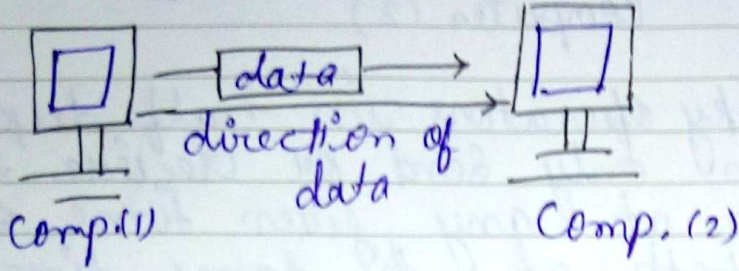 data
direction of
data
Comp.(1)
Comp. (2)